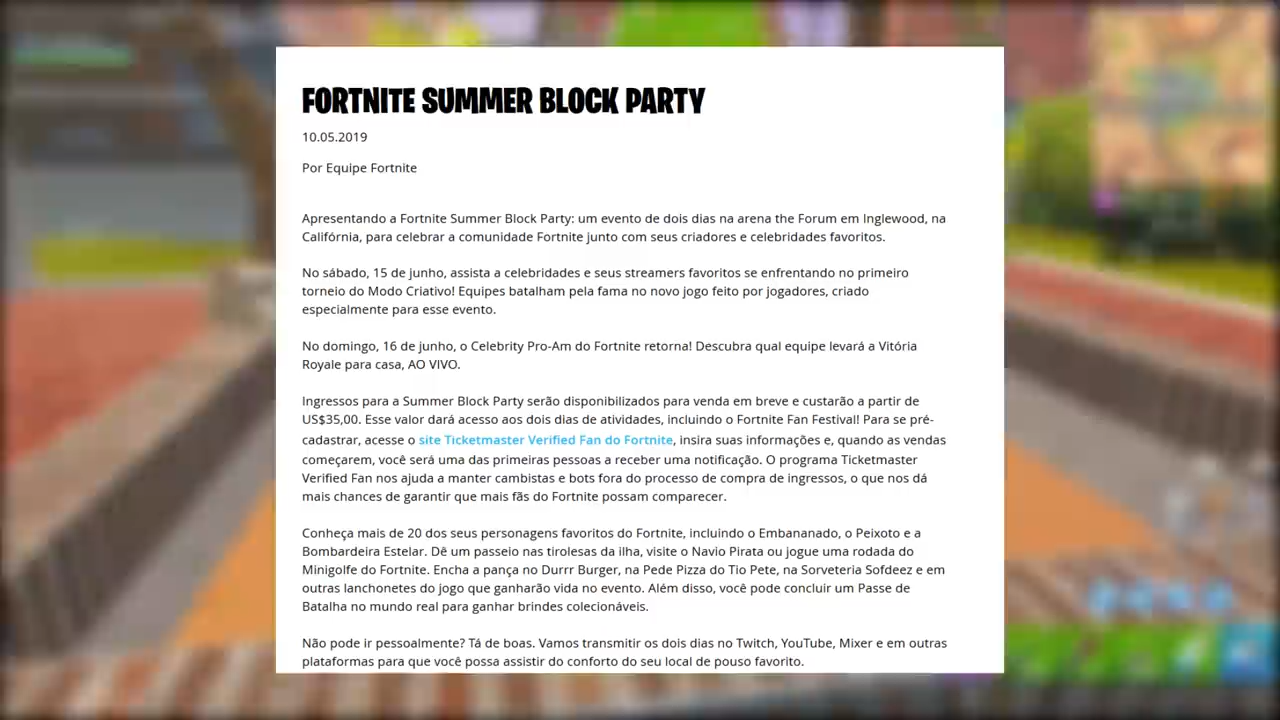 FORTNITE SUMMER BLOCK PARTY
10.05.2019
Por Equipe Fortnite
Apresentando a Fortnite Summer Block Party: um evento de dois dias na arena the Forum em Inglewood, na
Califórnia, para celebrar a comunidade Fortnite junto com seus criadores e celebridades favoritos.
No sábado, 15 de junho, assista a celebridades e seus streamers favoritos se enfrentando no primeiro
torneio do Modo Criativo! Equipes batalham pela fama no novo jogo feito por jogadores, criado
especialmente para esse evento.
No domingo, 16 de junho, o Celebrity Pro-Am do Fortnite retorna! Descubra qual equipe levará a Vitória
Royale para casa, AO VIVO.
Ingressos para a Summer Block Party serão disponibilizados para venda em breve e custarão a partir de
US$35,00. Esse valor dará acesso aos dois dias de atividades, incluindo o Fortnite Fan Festival! Para se pré-
cadastrar, acesse o site Ticketmaster Verified Fan do Fortnite, insira suas informações e, quando as vendas
começarem, você será uma das primeiras pessoas a receber uma notificação. O programa Ticketmaster
Verified Fan nos ajuda a manter cambistas e bots fora do processo de compra de ingressos, o que nos dá
mais chances de garantir que mais fãs do Fortnite possam comparecer.
Conheça mais de 20 dos seus personagens favoritos do Fortnite, incluindo o Embananado, o Peixoto e a
Bombardeira Estelar. Dê um passeio nas tirolesas da ilha, visite o Navio Pirata ou jogue uma rodada do
Minigolfe do Fortnite. Encha a pança no Durrr Burger, na Pede Pizza do Tio Pete, na Sorveteria Sofdeez e em
outras lanchonetes do jogo que ganharão vida no evento. Além disso, você pode concluir um Passe de
Batalha no mundo real para ganhar brindes colecionáveis.
Não pode ir pessoalmente? Tá de boas. Vamos transmitir os dois dias no Twitch, YouTube, Mixer e em outras
plataformas para que você possa assistir do conforto do seu local de pouso favorito.